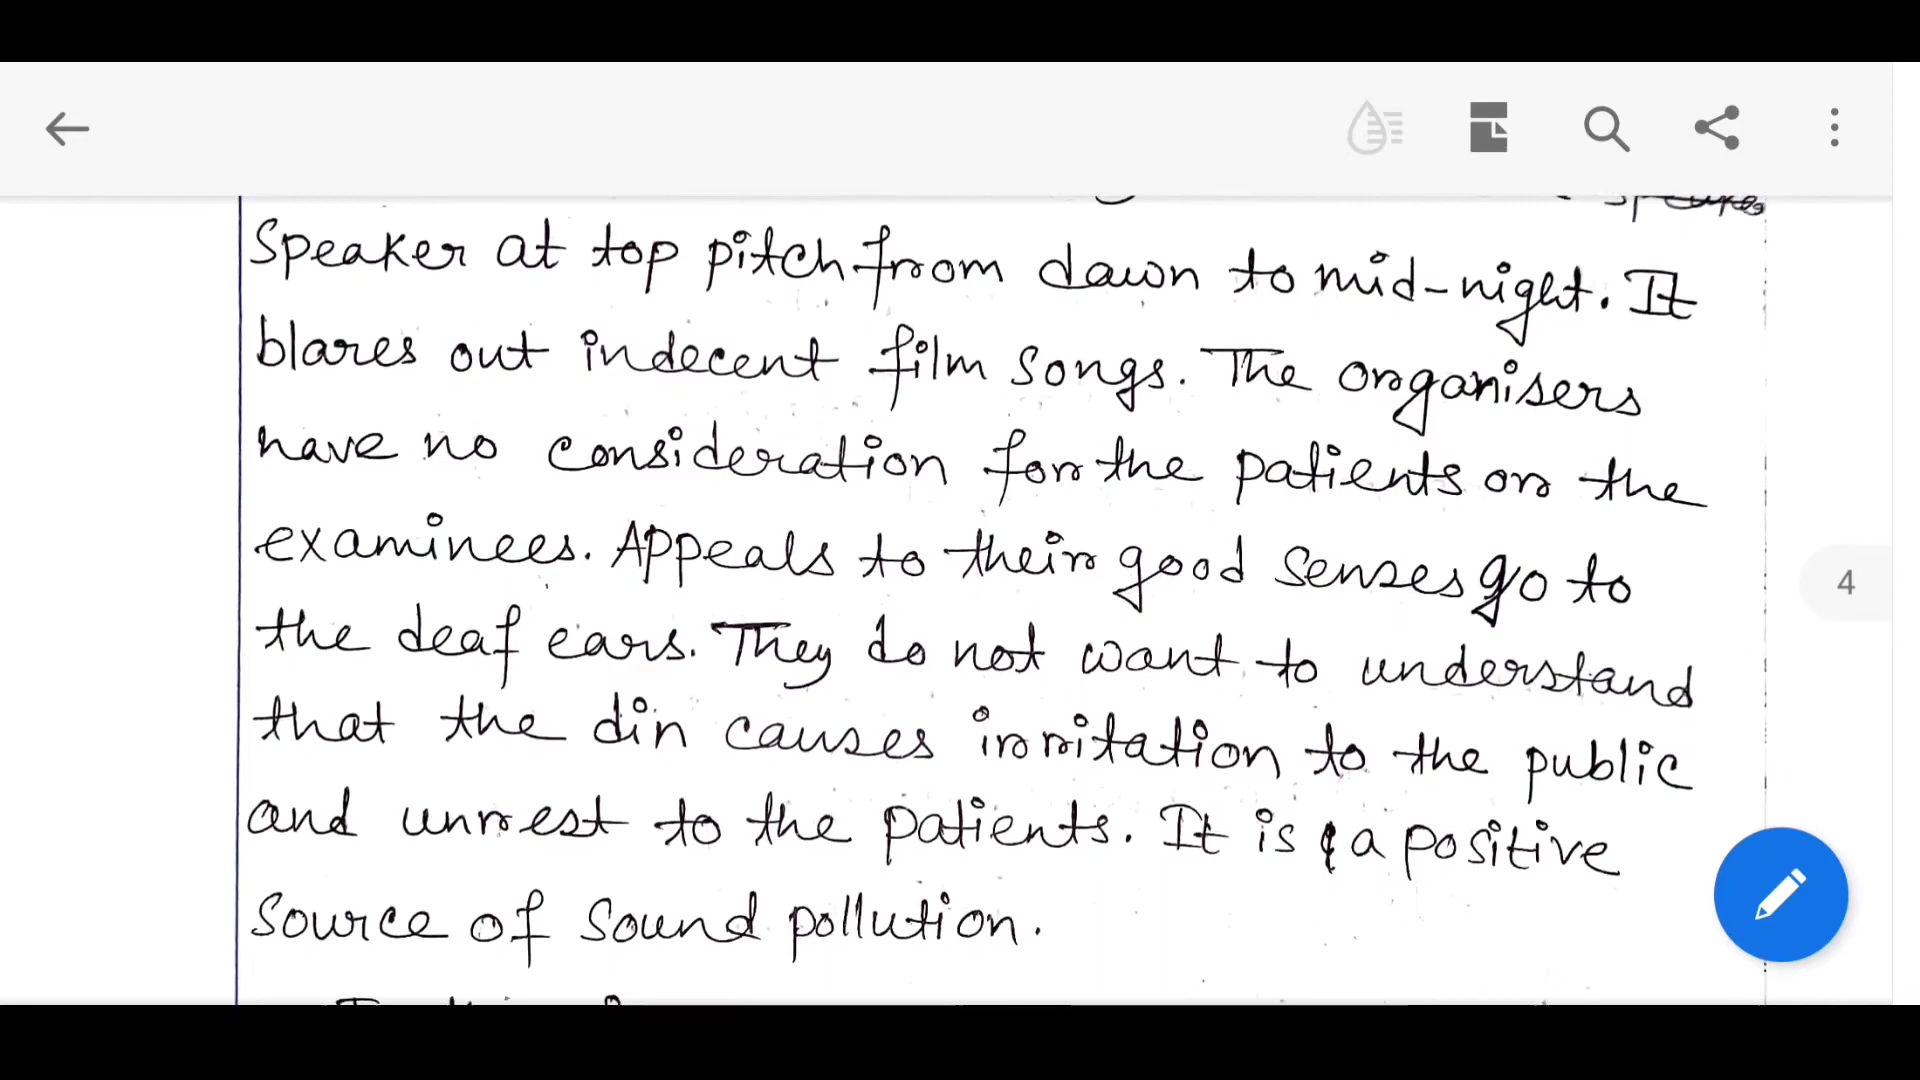 Speaker at top pitch from dawn to mid-night. It
blares out indecent film songs. The organisers
have no consideration for the patients or the
examinees. Appeals to their good senses go to
the deaf ears. They do not want to understand
that the din causes irritation to the public
4
and unrest to the patients. It is a positive
source of sound pollution.